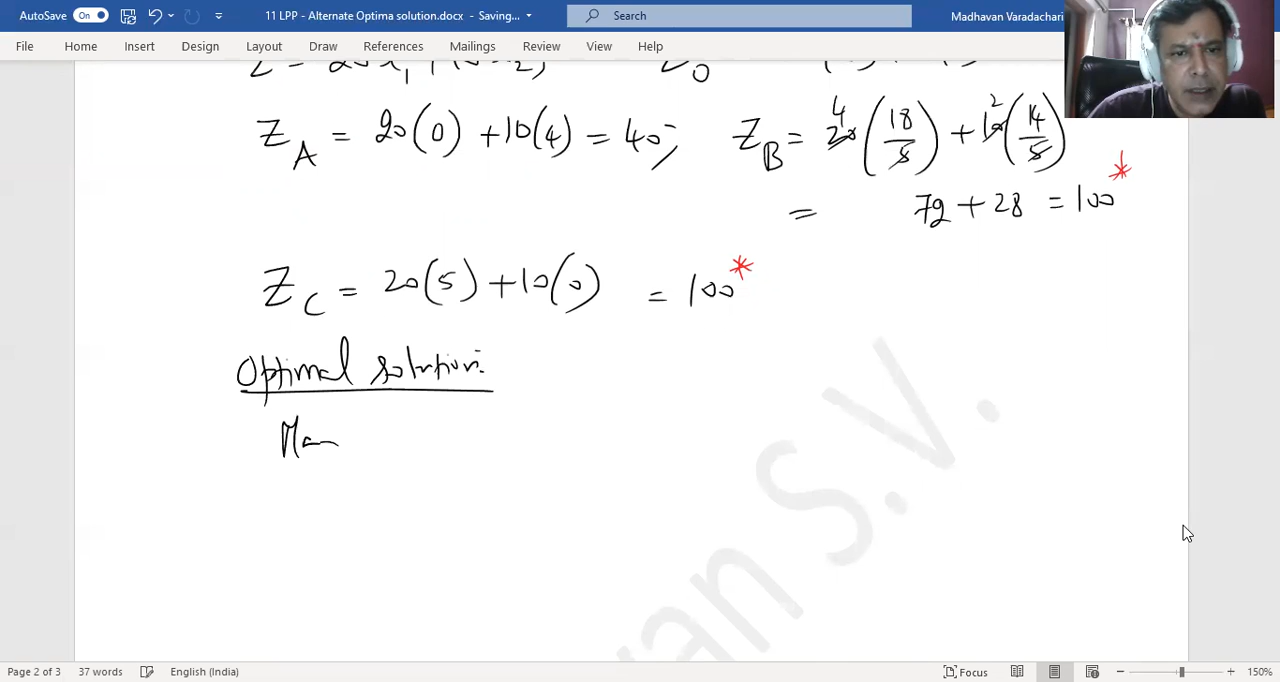 AutoSave On 11 LPP - Alternate Optima solution.docx - Saving... Search Madhavan Varadachari
File Home Insert Design Layout References Mailings Review View Help
Z_A = 20(0) + 10(4) = 40; Z_B = 4 20 (18/5) + 2 10 (14/5)
= 72 + 28 = 100*
Z_C = 20(5) + 10(0) = 100*
Optimal solution:
Max
an S.V.
Page 2 of 3 37 words English (India) Focus 150%